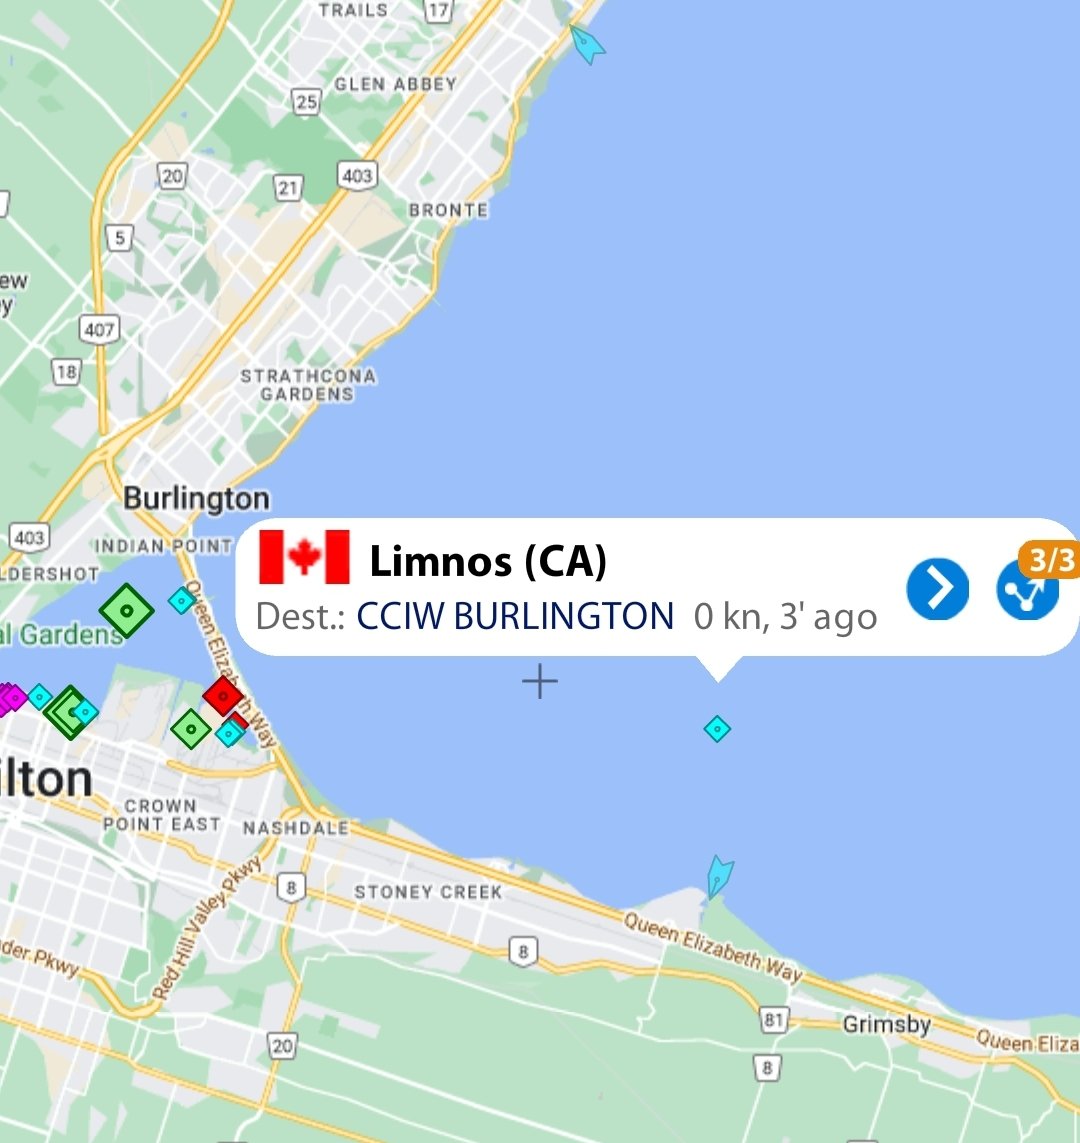 TRAILS
17
GLEN ABBEY
25
403
20
21
BRONTE
5
ew
y
407
18
STRATHCONA
GARDENS
Burlington
403
INDIAN POINT
LDERSHOT
Limnos (CA)
3/3
Dest.: CCIW BURLINGTON 0 kn, 3' ago
al Gardens
Queen Elizabeth Way
ilton
CROWN
POINT EAST
NASHDALE
8
STONEY CREEK
Red Hill Valley Pkwy
Queen Elizabeth Way
8
der Pkwy
81
Grimsby
Queen Eliza
20
8